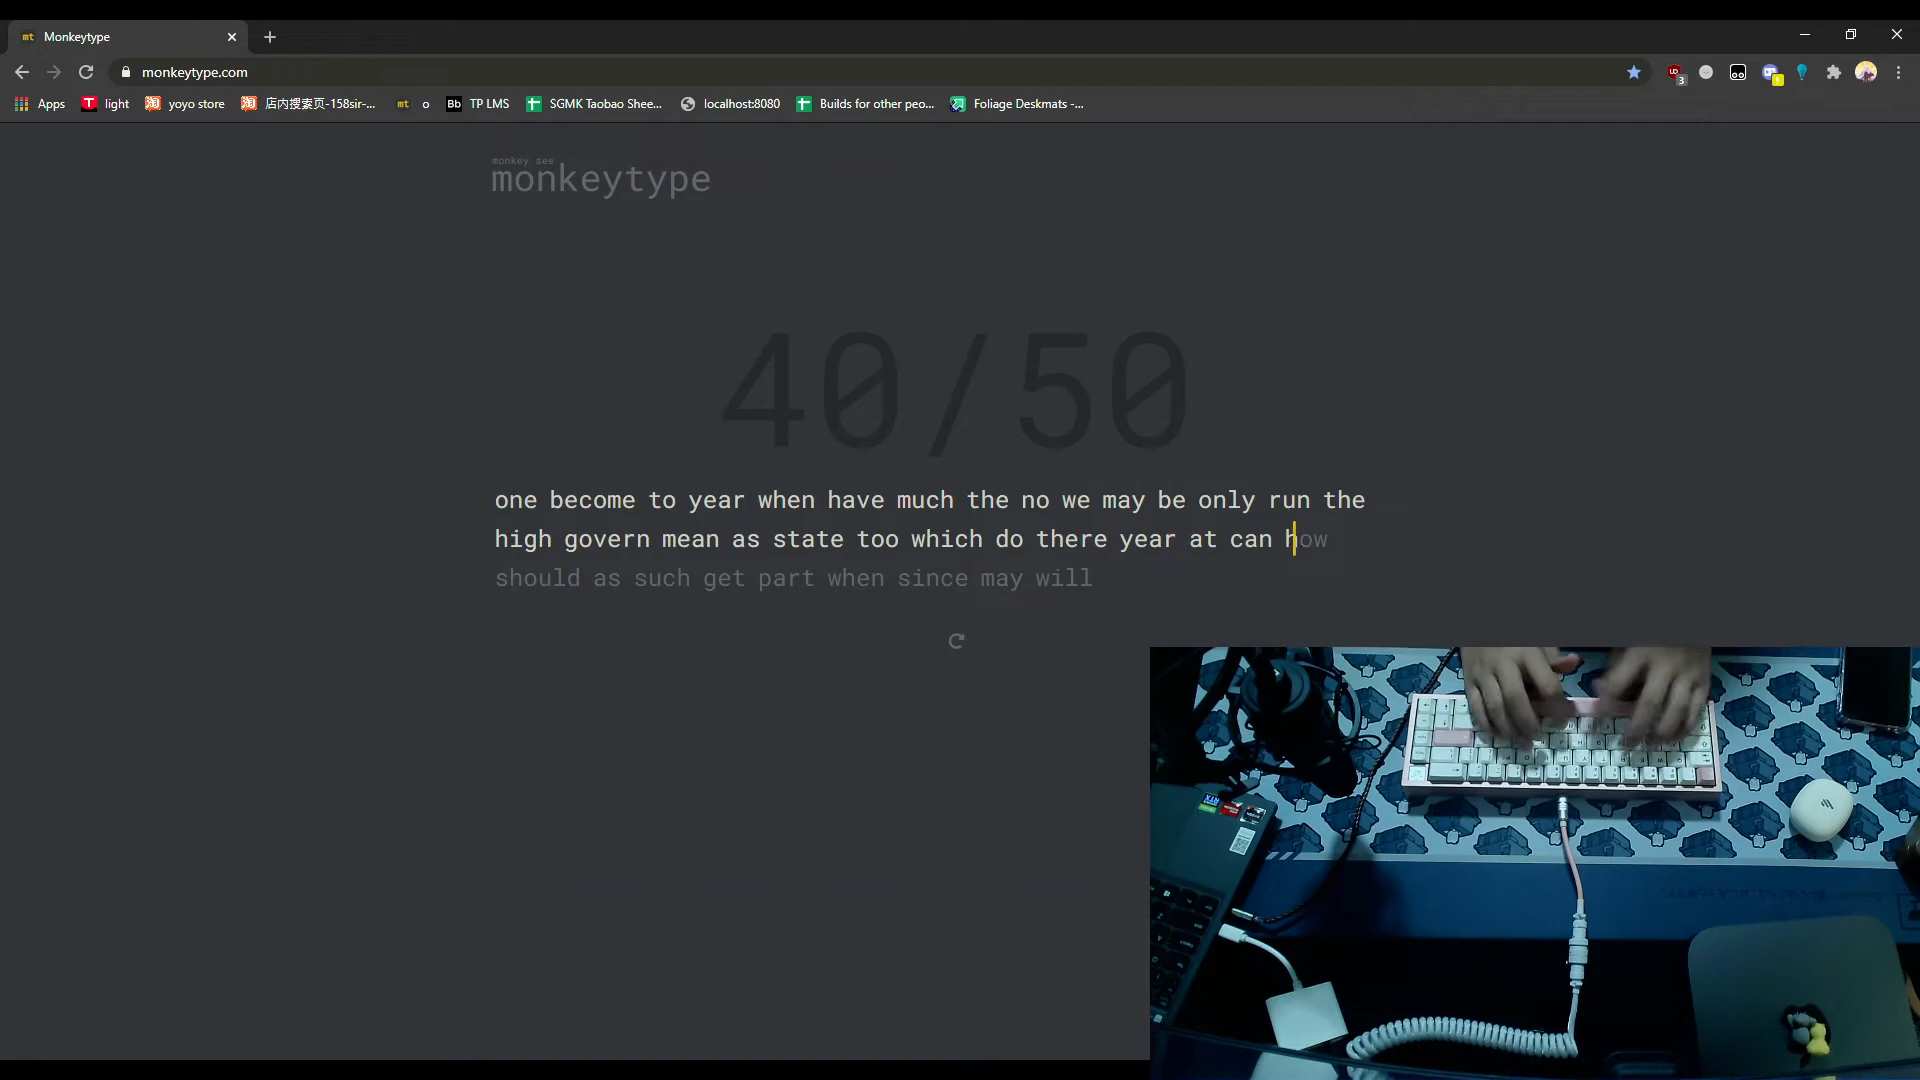 Monkeytype
monkeytype.com
Apps light yoyo store 店内搜索页-158sir-... o TP LMS SGMK Taobao Shee... localhost:8080 Builds for other peo... Foliage Deskmats -...
monkey see
monkeytype
40/50
one become to year when have much the no we may be only run the
high govern mean as state too which do there year at can how
should as such get part when since may will